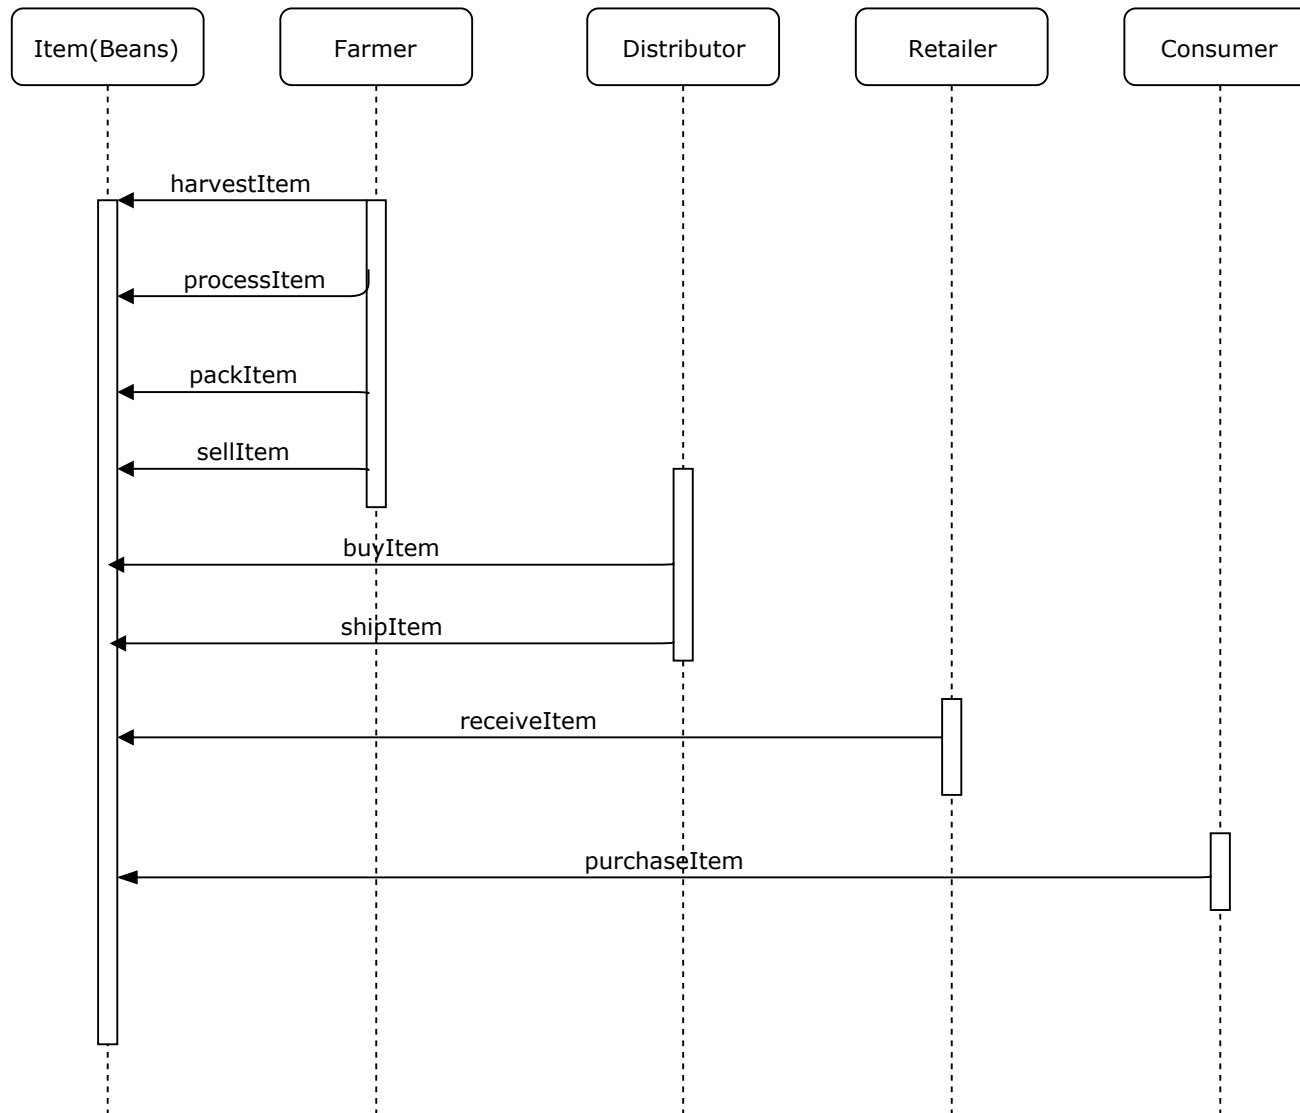 Item(Beans)
Farmer
Distributor
Retailer
Consumer
harvestItem
processItem
packItem
sellItem
buyItem
shipItem
receiveItem
purchaseItem